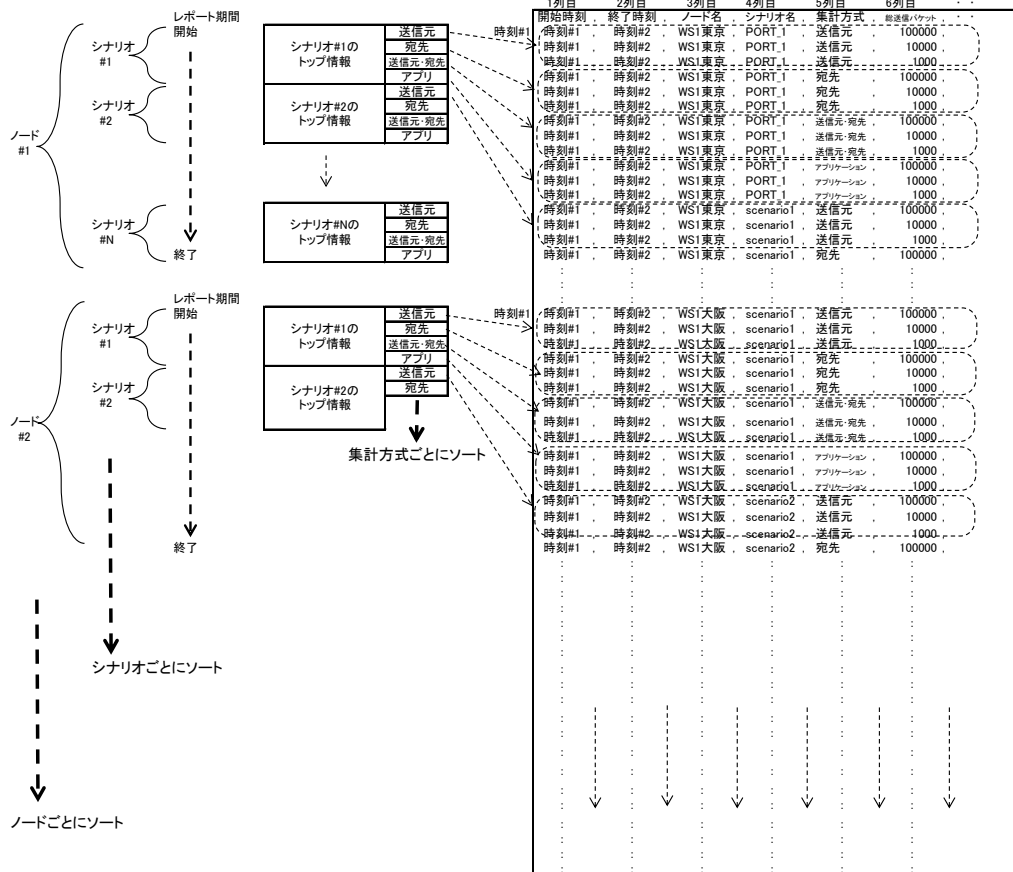 1列目 2列目 3列目 4列目 5列目 6列目 ・・
開始時刻 , 終了時刻 , ノード名 , シナリオ名 , 集計方式 , 総送信パケット ,
時刻#1 , 時刻#2 , WS1東京 , PORT_1 , 送信元 , 100000 ,
時刻#1 , 時刻#2 , WS1東京 , PORT_1 , 送信元 , 10000 ,
時刻#1 , 時刻#2 , WS1東京 , PORT_1 , 送信元 , 1000 ,
時刻#1 , 時刻#2 , WS1東京 , PORT_1 , 宛先 , 100000 ,
時刻#1 , 時刻#2 , WS1東京 , PORT_1 , 宛先 , 10000 ,
時刻#1 , 時刻#2 , WS1東京 , PORT_1 , 宛先 , 1000 ,
時刻#1 , 時刻#2 , WS1東京 , PORT_1 , 送信元・宛先 , 100000 ,
時刻#1 , 時刻#2 , WS1東京 , PORT_1 , 送信元・宛先 , 10000 ,
時刻#1 , 時刻#2 , WS1東京 , PORT_1 , 送信元・宛先 , 1000 ,
時刻#1 , 時刻#2 , WS1東京 , PORT_1 , アプリケーション , 100000 ,
時刻#1 , 時刻#2 , WS1東京 , PORT_1 , アプリケーション , 10000 ,
時刻#1 , 時刻#2 , WS1東京 , PORT_1 , アプリケーション , 1000 ,
時刻#1 , 時刻#2 , WS1東京 , scenario1 , 送信元 , 100000 ,
時刻#1 , 時刻#2 , WS1東京 , scenario1 , 送信元 , 10000 ,
時刻#1 , 時刻#2 , WS1東京 , scenario1 , 送信元 , 1000 ,
時刻#1 , 時刻#2 , WS1東京 , scenario1 , 宛先 , 100000 ,
時刻#1 , 時刻#2 , WS1大阪 , scenario1 , 送信元 , 100000 ,
時刻#1 , 時刻#2 , WS1大阪 , scenario1 , 送信元 , 10000 ,
時刻#1 , 時刻#2 , WS1大阪 , scenario1 , 送信元 , 1000 ,
時刻#1 , 時刻#2 , WS1大阪 , scenario1 , 宛先 , 100000 ,
時刻#1 , 時刻#2 , WS1大阪 , scenario1 , 宛先 , 10000 ,
時刻#1 , 時刻#2 , WS1大阪 , scenario1 , 宛先 , 1000 ,
時刻#1 , 時刻#2 , WS1大阪 , scenario1 , 送信元・宛先 , 100000 ,
時刻#1 , 時刻#2 , WS1大阪 , scenario1 , 送信元・宛先 , 10000 ,
時刻#1 , 時刻#2 , WS1大阪 , scenario1 , 送信元・宛先 , 1000 ,
時刻#1 , 時刻#2 , WS1大阪 , scenario1 , アプリケーション , 100000 ,
時刻#1 , 時刻#2 , WS1大阪 , scenario1 , アプリケーション , 10000 ,
時刻#1 , 時刻#2 , WS1大阪 , scenario1 , アプリケーション , 1000 ,
時刻#1 , 時刻#2 , WS1大阪 , scenario2 , 送信元 , 100000 ,
時刻#1 , 時刻#2 , WS1大阪 , scenario2 , 送信元 , 10000 ,
時刻#1 , 時刻#2 , WS1大阪 , scenario2 , 送信元 , 1000 ,
時刻#1 , 時刻#2 , WS1大阪 , scenario2 , 宛先 , 100000 ,
レポート期間
開始
シナリオ
#1
シナリオ
#2
ノード
#1
シナリオ
#N
終了
シナリオ#1の
トップ情報
送信元
宛先
送信元・宛先
アプリ
シナリオ#2の
トップ情報
送信元
宛先
送信元・宛先
アプリ
シナリオ#Nの
トップ情報
送信元
宛先
送信元・宛先
アプリ
時刻#1
レポート期間
開始
シナリオ
#1
シナリオ
#2
ノード
#2
終了
シナリオ#1の
トップ情報
送信元
宛先
送信元・宛先
アプリ
シナリオ#2の
トップ情報
送信元
宛先
時刻#1
集計方式ごとにソート
シナリオごとにソート
ノードごとにソート